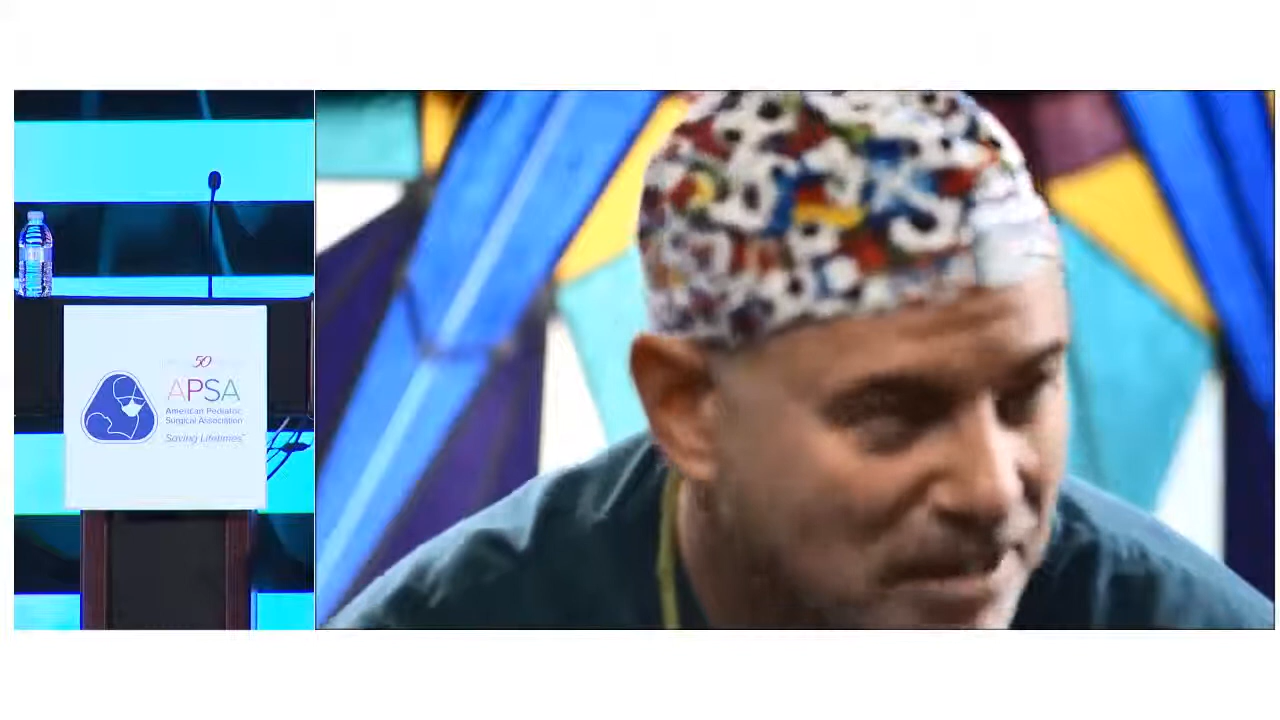 50
APSA
American Pediatric
Surgical Association
Saving Lifetimes